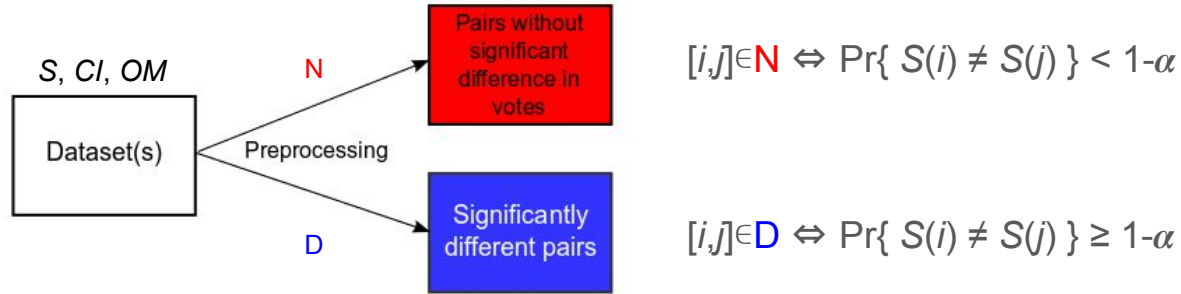 S, CI, OM
Dataset(s)
N
Preprocessing
D
Pairs without
significant
difference in
votes
Significantly
different pairs
[i,j]∈N ⇔ Pr{ S(i) ≠ S(j) } < 1-α
[i,j]∈D ⇔ Pr{ S(i) ≠ S(j) } ≥ 1-α